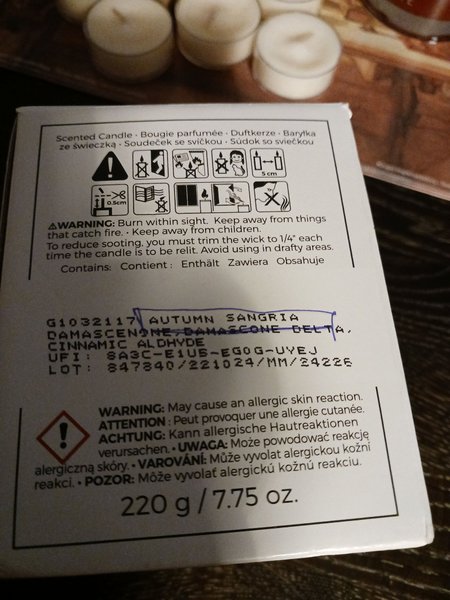 Scented Candle • Bougie parfumée • Duftkerze • Baryłka
ze świeczką • Soudeček se svíčkou • Súdok so sviečkou
5 cm
0.5cm
WARNING: Burn within sight. Keep away from things
that catch fire. • Keep away from children.
To reduce sooting, you must trim the wick to 1/4" each
time the candle is to be relit. Avoid using in drafty areas.
Contains: Contient: Enthält Zawiera Obsahuje
G1032117 AUTUMN SANGRIA
DAMASCENONE, DAMASCONE DELTA,
CINNAMIC ALDHYDE
UFI: 8A3C-E1U5-EG0G-UYEJ
LOT: 847840/221024/MM/24226
WARNING: May cause an allergic skin reaction.
ATTENTION : Peut provoquer une allergie cutanée.
ACHTUNG: Kann allergische Hautreaktionen
verursachen. • UWAGA: Może powodować reakcję
alergiczną skóry. • VAROVÁNÍ: Může vyvolat alergickou kožní
reakci. • POZOR: Môže vyvolať alergickú kožnú reakciu.
220 g / 7.75 oz.